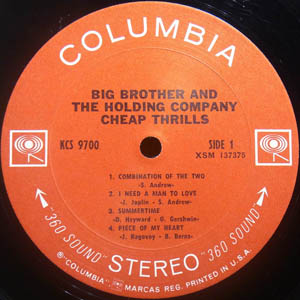 COLUMBIA
BIG BROTHER AND
THE HOLDING COMPANY
CHEAP THRILLS
KCS 9700
SIDE 1
XSM 137375
1. COMBINATION OF THE TWO
-S. Andrew-
2. I NEED A MAN TO LOVE
-J. Joplin - S. Andrew-
3. SUMMERTIME
-D. Hayward - G. Gershwin-
4. PIECE OF MY HEART
-J. Ragovoy - B. Berns-
"360 SOUND" STEREO "360 SOUND"
® "COLUMBIA" MARCAS REG. PRINTED IN U.S.A.